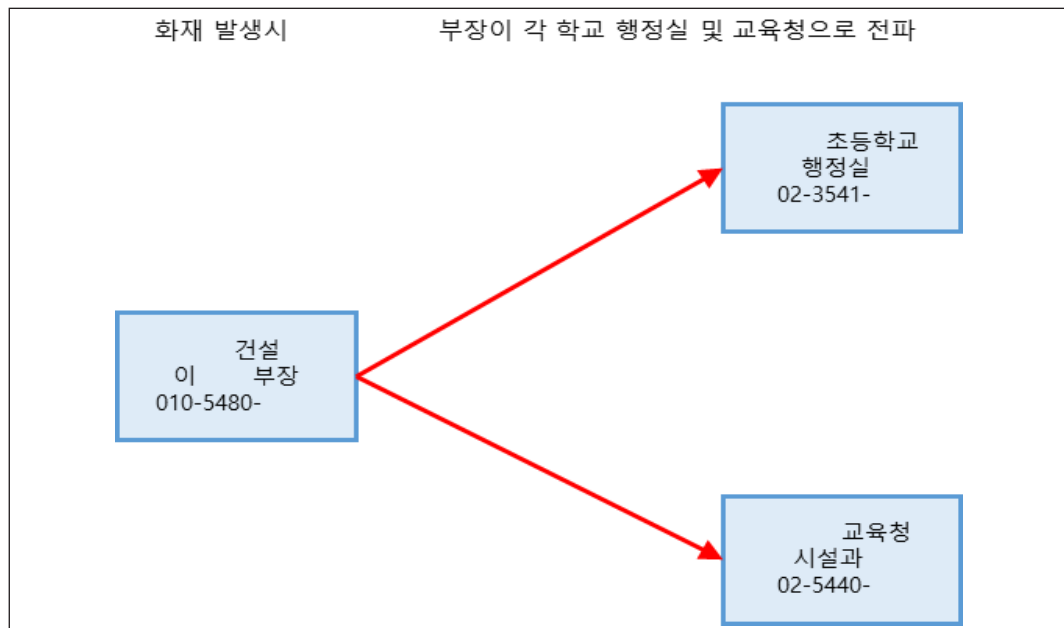 화재 발생시 부장이 각 학교 행정실 및 교육청으로 전파
초등학교
행정실
02-3541-
건설
이 부장
010-5480-
교육청
시설과
02-5440-